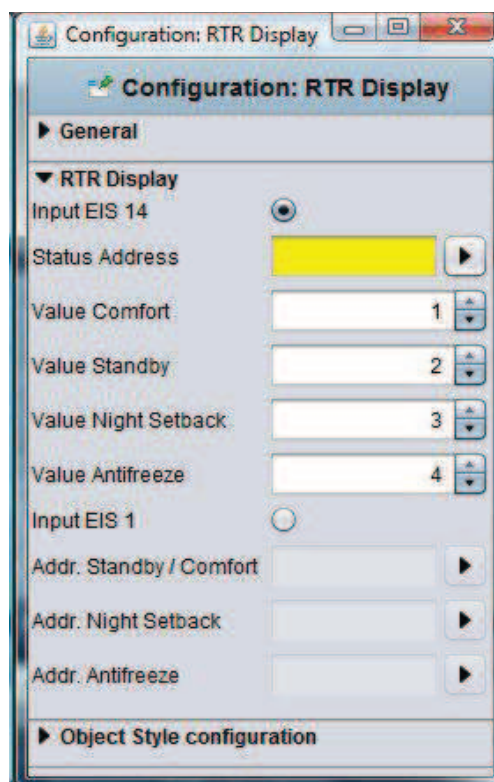 Configuration: RTR Display
Configuration: RTR Display
General
RTR Display
Input EIS 14
Status Address
Value Comfort 1
Value Standby 2
Value Night Setback 3
Value Antifreeze 4
Input EIS 1
Addr. Standby / Comfort
Addr. Night Setback
Addr. Antifreeze
Object Style configuration